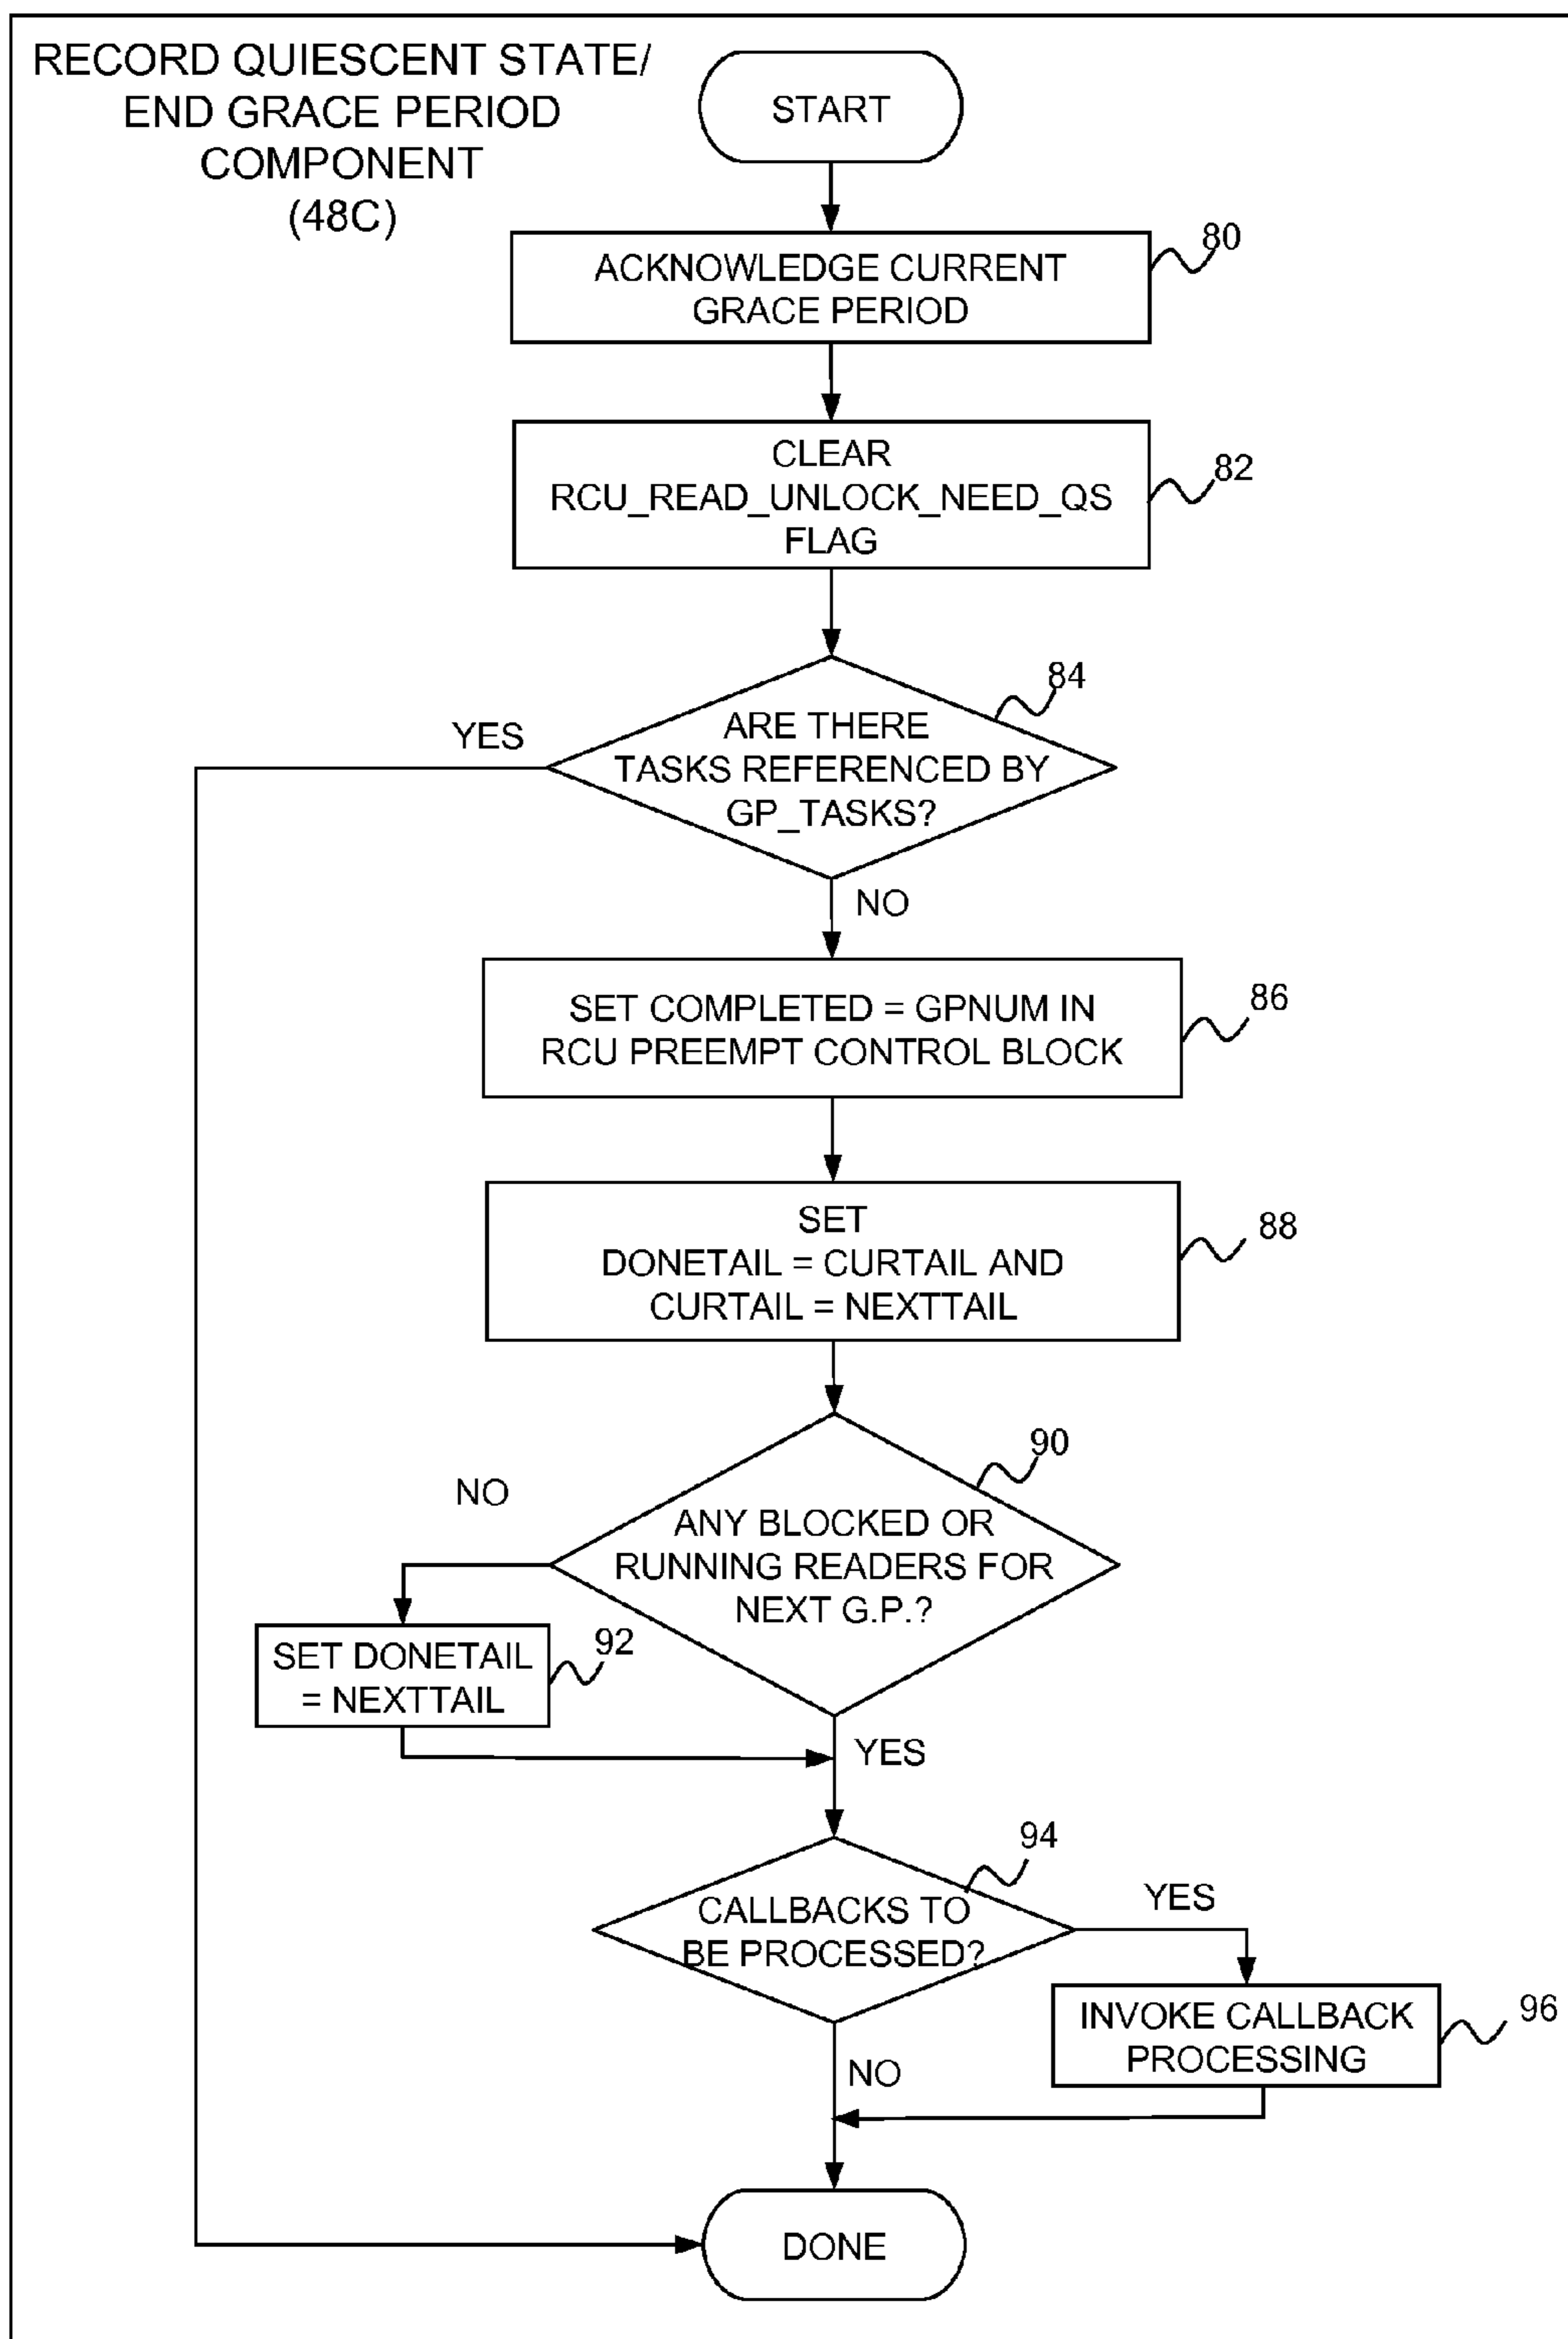 RECORD QUIESCENT STATE/
END GRACE PERIOD
COMPONENT
(48C)
START
ACKNOWLEDGE CURRENT
GRACE PERIOD
80
CLEAR
RCU_READ_UNLOCK_NEED_QS
FLAG
82
84
YES
ARE THERE
TASKS REFERENCED BY
GP_TASKS?
NO
SET COMPLETED = GPNUM IN
RCU PREEMPT CONTROL BLOCK
86
SET
DONETAIL = CURTAIL AND
CURTAIL = NEXTTAIL
88
90
NO
ANY BLOCKED OR
RUNNING READERS FOR
NEXT G.P.?
SET DONETAIL
= NEXTTAIL
92
YES
94
CALLBACKS TO
BE PROCESSED?
YES
INVOKE CALLBACK
PROCESSING
96
NO
DONE